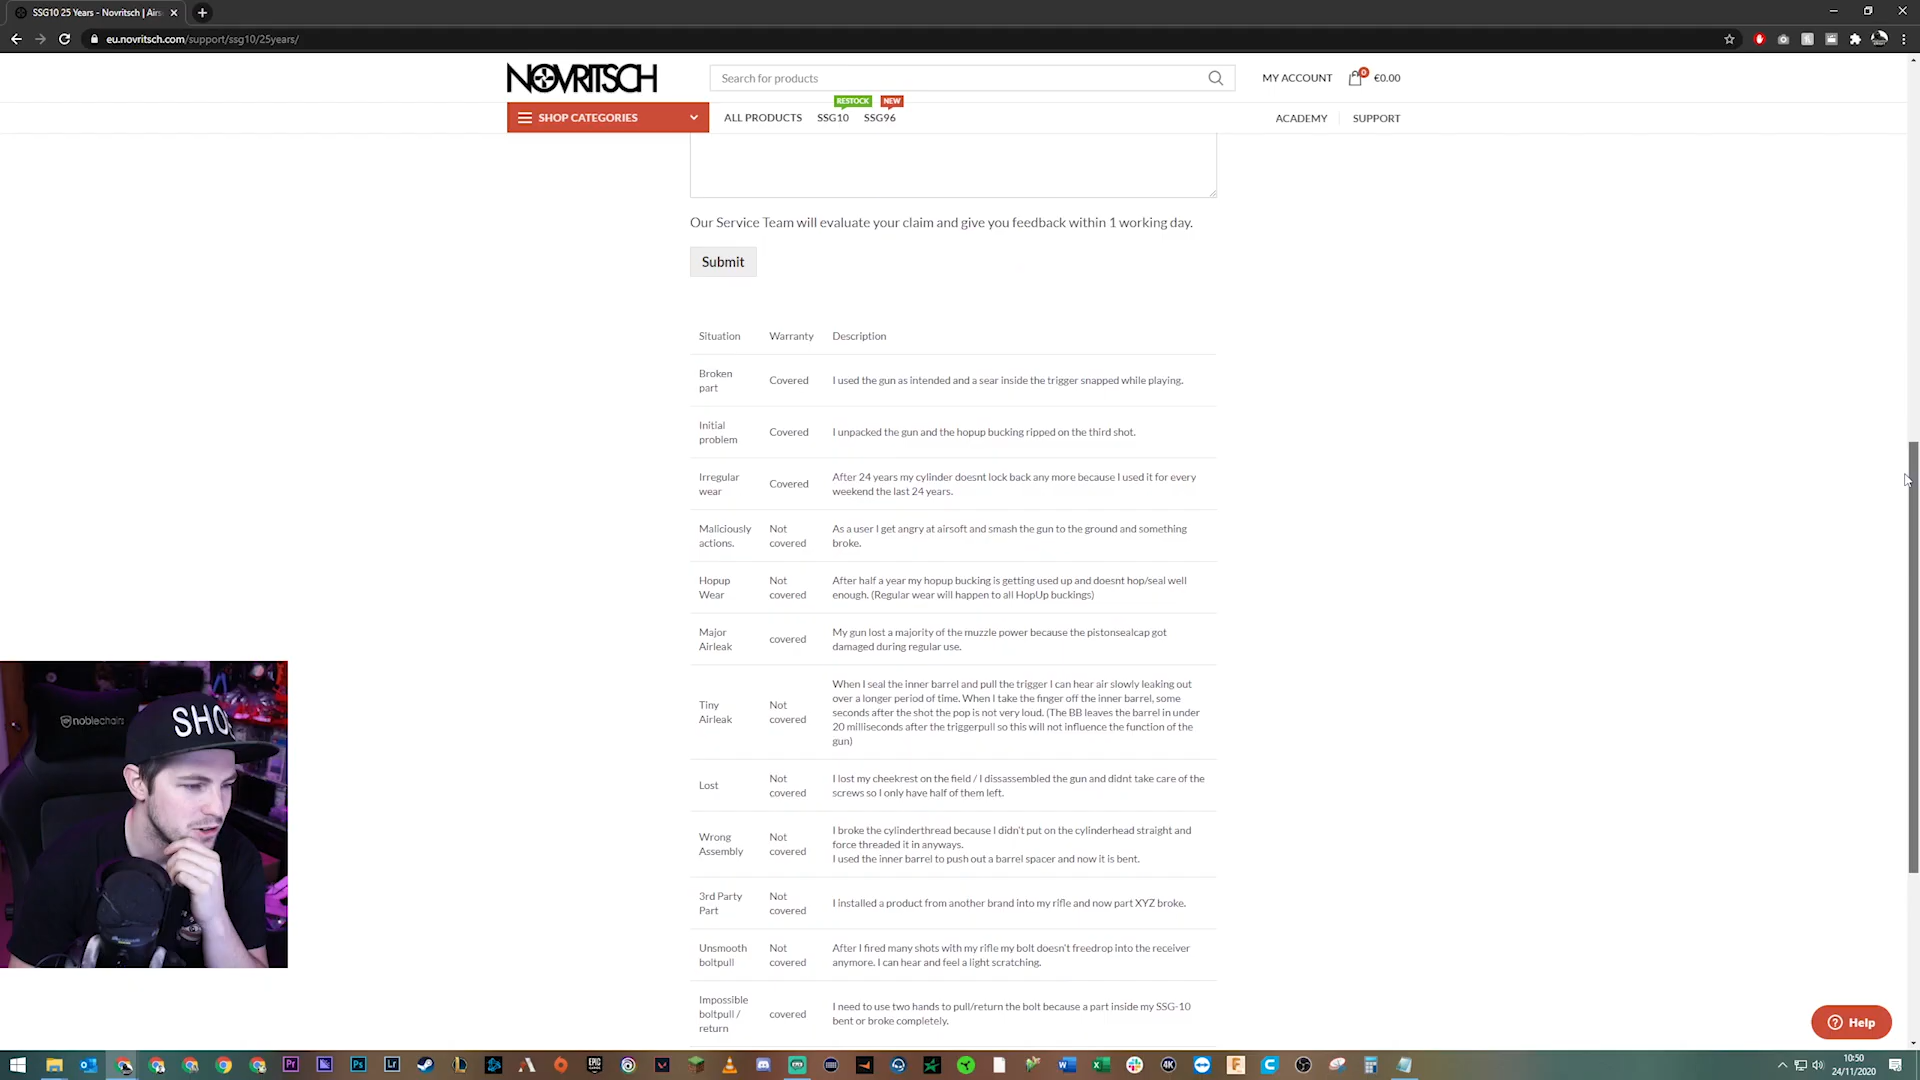 SSG10 25 Years - Novritsch | Airs
eu.novritsch.com/support/ssg10/25years/
NOVRITSCH
Search for products
MY ACCOUNT
0
€0.00
SHOP CATEGORIES
ALL PRODUCTS
RESTOCK
SSG10
NEW
SSG96
ACADEMY
SUPPORT
Our Service Team will evaluate your claim and give you feedback within 1 working day.
Submit
Situation Warranty Description
Broken
part
Covered
I used the gun as intended and a sear inside the trigger snapped while playing.
Initial
problem
Covered
I unpacked the gun and the hopup bucking ripped on the third shot.
Irregular
wear
Covered
After 24 years my cylinder doesnt lock back any more because I used it for every
weekend the last 24 years.
Maliciously
actions.
Not
covered
As a user I get angry at airsoft and smash the gun to the ground and something
broke.
Hopup
Wear
Not
covered
After half a year my hopup bucking is getting used up and doesnt hop/seal well
enough. (Regular wear will happen to all HopUp buckings)
Major
Airleak
covered
My gun lost a majority of the muzzle power because the pistonsealcap got
damaged during regular use.
Tiny
Airleak
Not
covered
When I seal the inner barrel and pull the trigger I can hear air slowly leaking out
over a longer period of time. When I take the finger off the inner barrel, some
seconds after the shot the pop is not very loud. (The BB leaves the barrel in under
20 milliseconds after the triggerpull so this will not influence the function of the
gun)
Lost
Not
covered
I lost my cheekrest on the field / I dissassembled the gun and didnt take care of the
screws so I only have half of them left.
Wrong
Assembly
Not
covered
I broke the cylinderthread because I didn't put on the cylinderhead straight and
force threaded it in anyways.
I used the inner barrel to push out a barrel spacer and now it is bent.
3rd Party
Part
Not
covered
I installed a product from another brand into my rifle and now part XYZ broke.
Unsmooth
boltpull
Not
covered
After I fired many shots with my rifle my bolt doesn't freedrop into the receiver
anymore. I can hear and feel a light scratching.
Impossible
boltpull /
return
covered
I need to use two hands to pull/return the bolt because a part inside my SSG-10
bent or broke completely.
noblechairs
SHO
Help
Pr
Ps
Lr
EPIC
GAMES
4K
10:50
24/11/2020